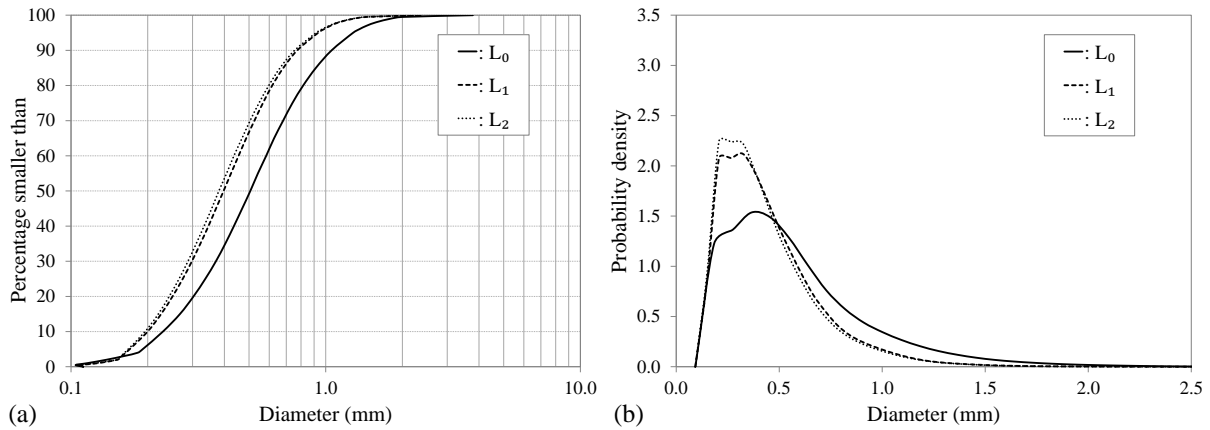 100
90
80
70
60
50
40
30
20
10
0
Percentage smaller than
: L₀
: L₁
: L₂
0.1
1.0
10.0
Diameter (mm)
(a)
3.5
3.0
2.5
2.0
1.5
1.0
0.5
0.0
Probability density
: L₀
: L₁
: L₂
0.0
0.5
1.0
1.5
2.0
2.5
Diameter (mm)
(b)